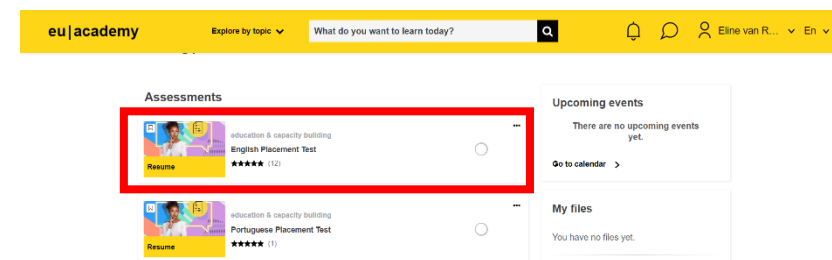 eu|academy
Explore by topic
What do you want to learn today?
Eline van R...
En
Assessments
education & capacity building
English Placement Test
★★★★★ (12)
Resume
education & capacity building
Portuguese Placement Test
★★★★★ (1)
Resume
Upcoming events
There are no upcoming events
yet.
Go to calendar
My files
You have no files yet.